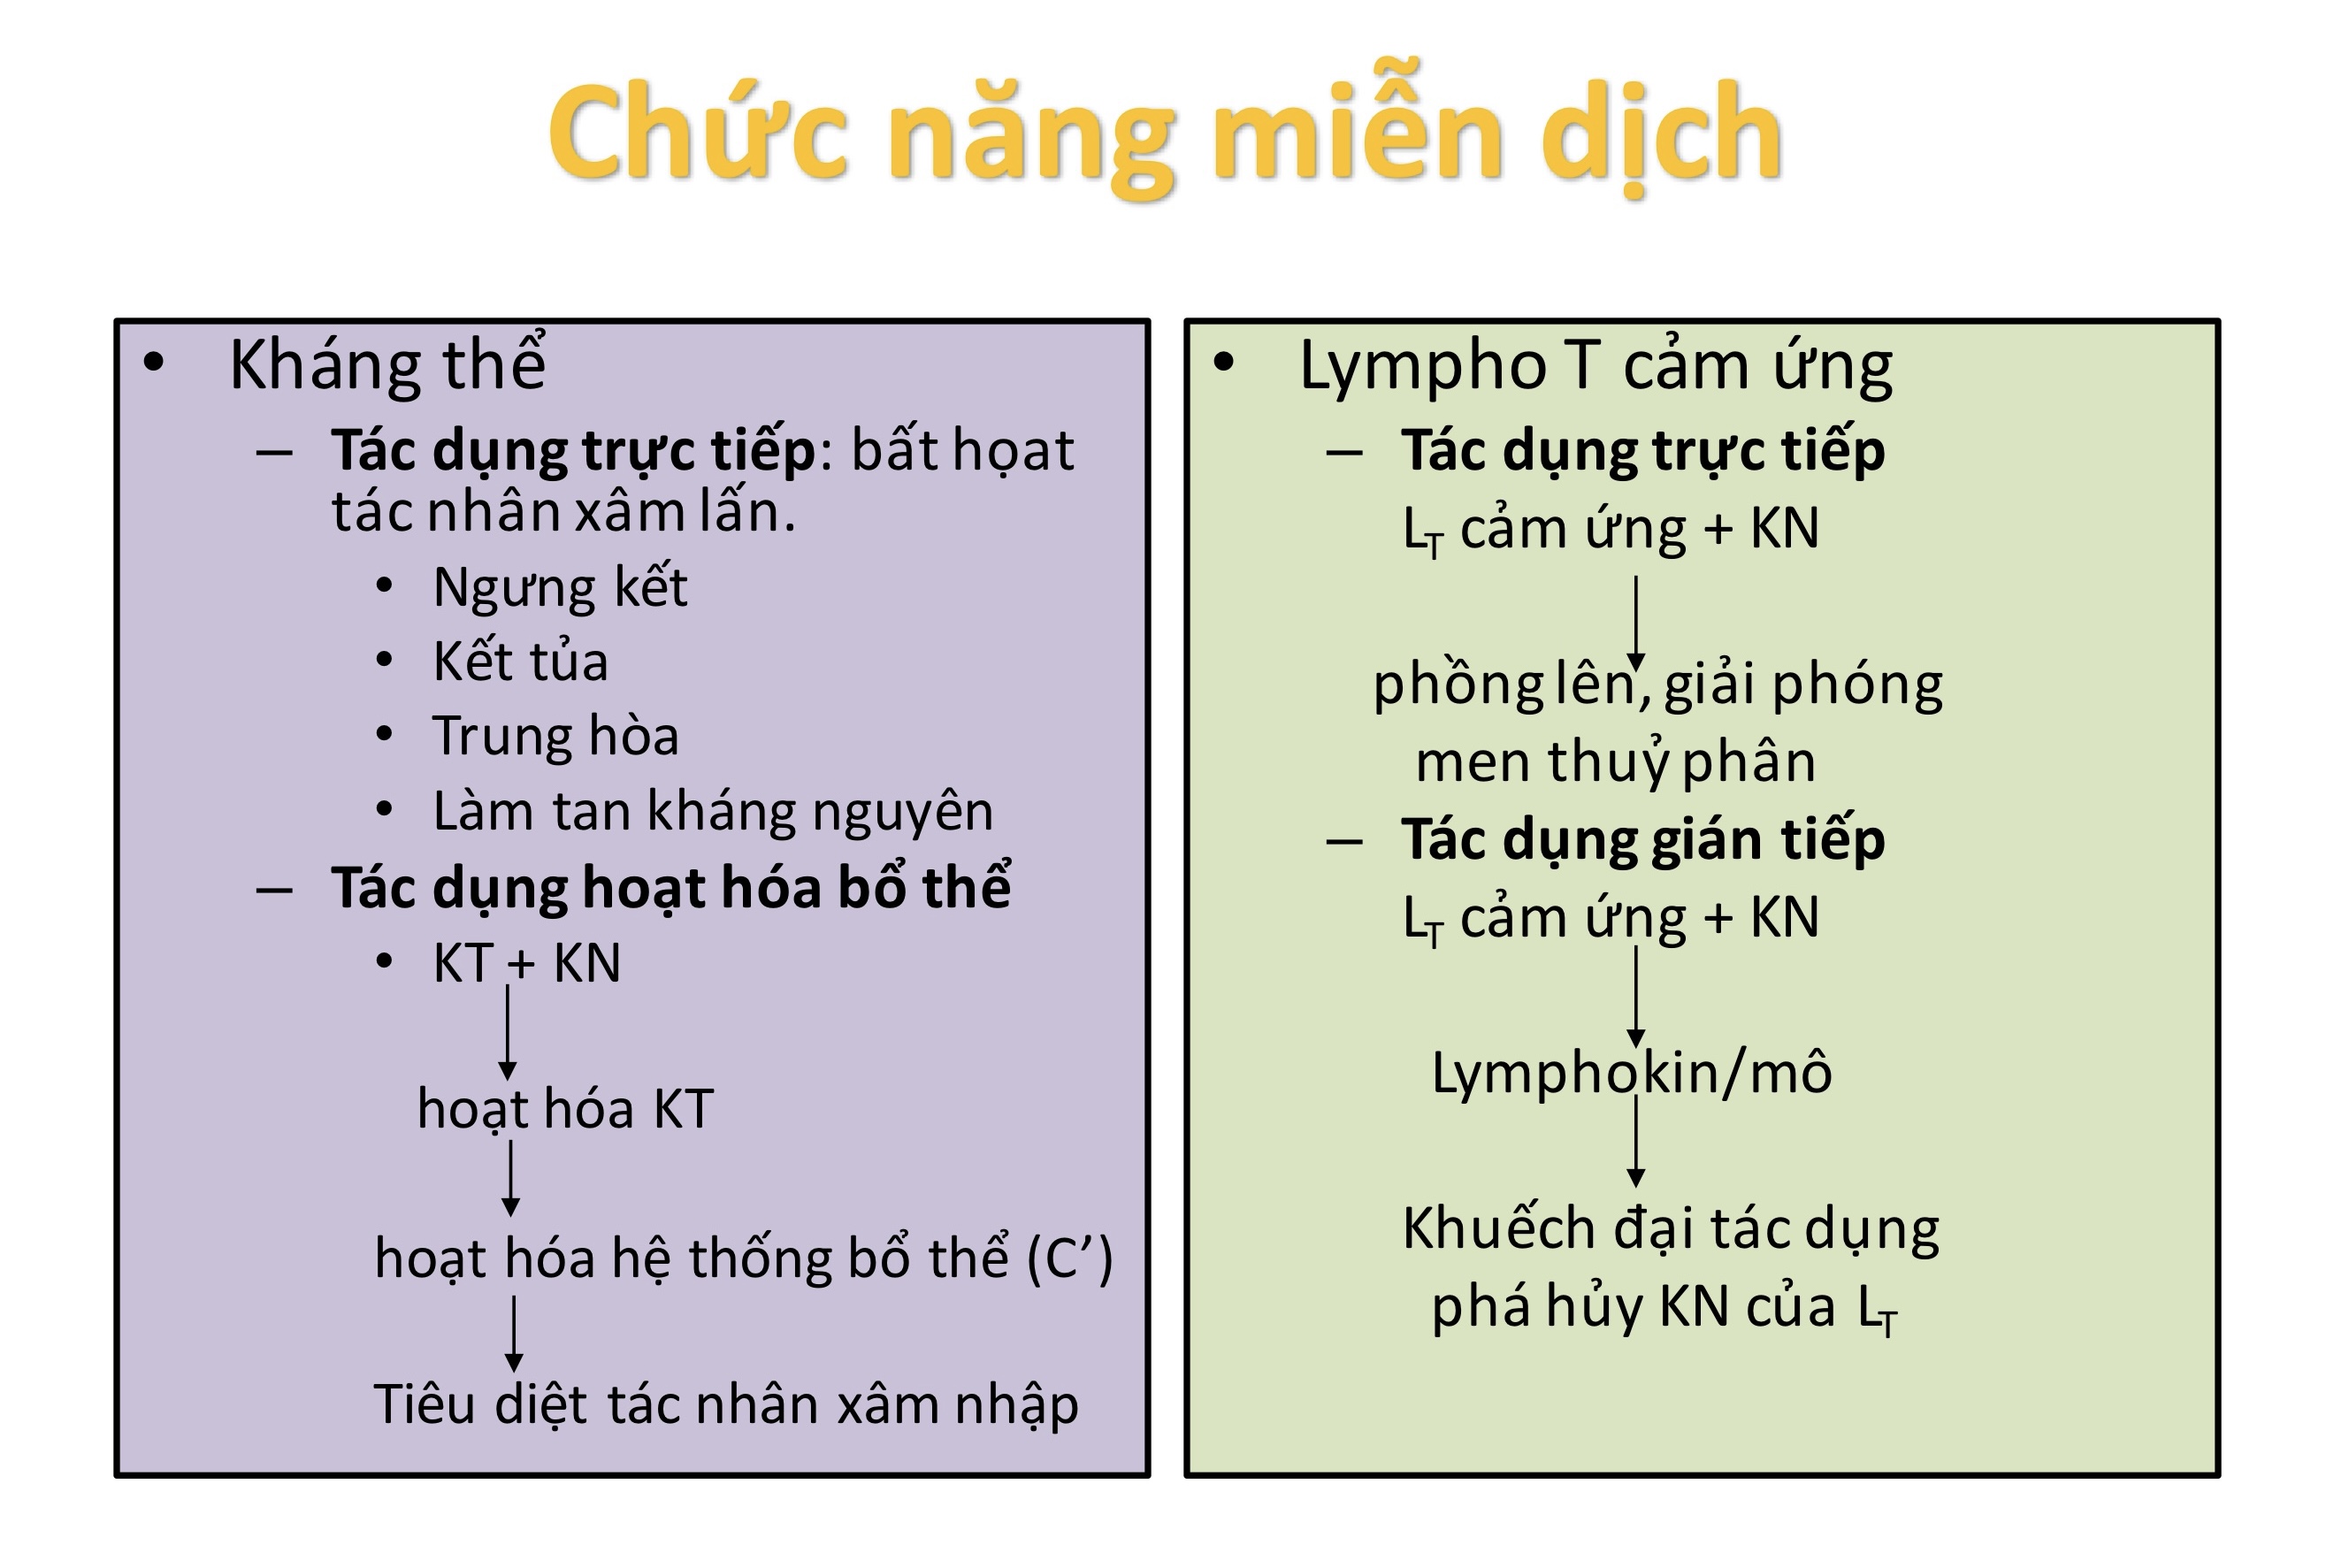 Chức năng miễn dịch
• Kháng thể
– Tác dụng trực tiếp: bất họat
tác nhân xâm lấn.
• Ngưng kết
• Kết tủa
• Trung hòa
• Làm tan kháng nguyên
– Tác dụng hoạt hóa bổ thể
• KT + KN
hoạt hóa KT
hoạt hóa hệ thống bổ thể (C’)
Tiêu diệt tác nhân xâm nhập
• Lympho T cảm ứng
– Tác dụng trực tiếp
LT cảm ứng + KN
phồng lên, giải phóng
men thuỷ phân
– Tác dụng gián tiếp
LT cảm ứng + KN
Lymphokin/mô
Khuếch đại tác dụng
phá hủy KN của LT